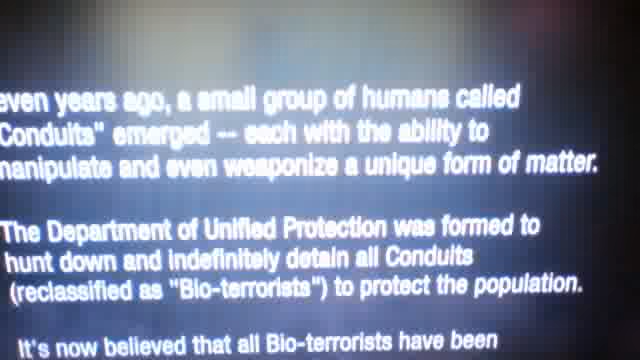 even years ago, a small group of humans called
Conduits" emerged -- each with the ability to
manipulate and even weaponize a unique form of matter.
The Department of Unified Protection was formed to
hunt down and indefinitely detain all Conduits
(reclassified as "Bio-terrorists") to protect the population.
It's now believed that all Bio-terrorists have been